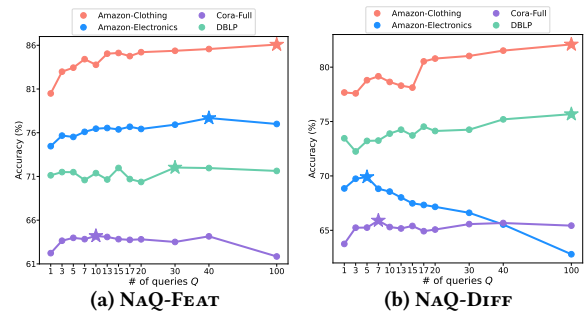 Amazon-Clothing
Cora-Full
Amazon-Electronics
DBLP
86
81
76
71
66
61
Accuracy (%)
1 3 5 7 10 13 15 17 20 30 40 100
# of queries Q
(a) NaQ-Feat
Amazon-Clothing
Cora-Full
Amazon-Electronics
DBLP
80
75
70
65
Accuracy (%)
1 3 5 7 10 13 15 17 20 30 40 100
# of queries Q
(b) NaQ-Diff